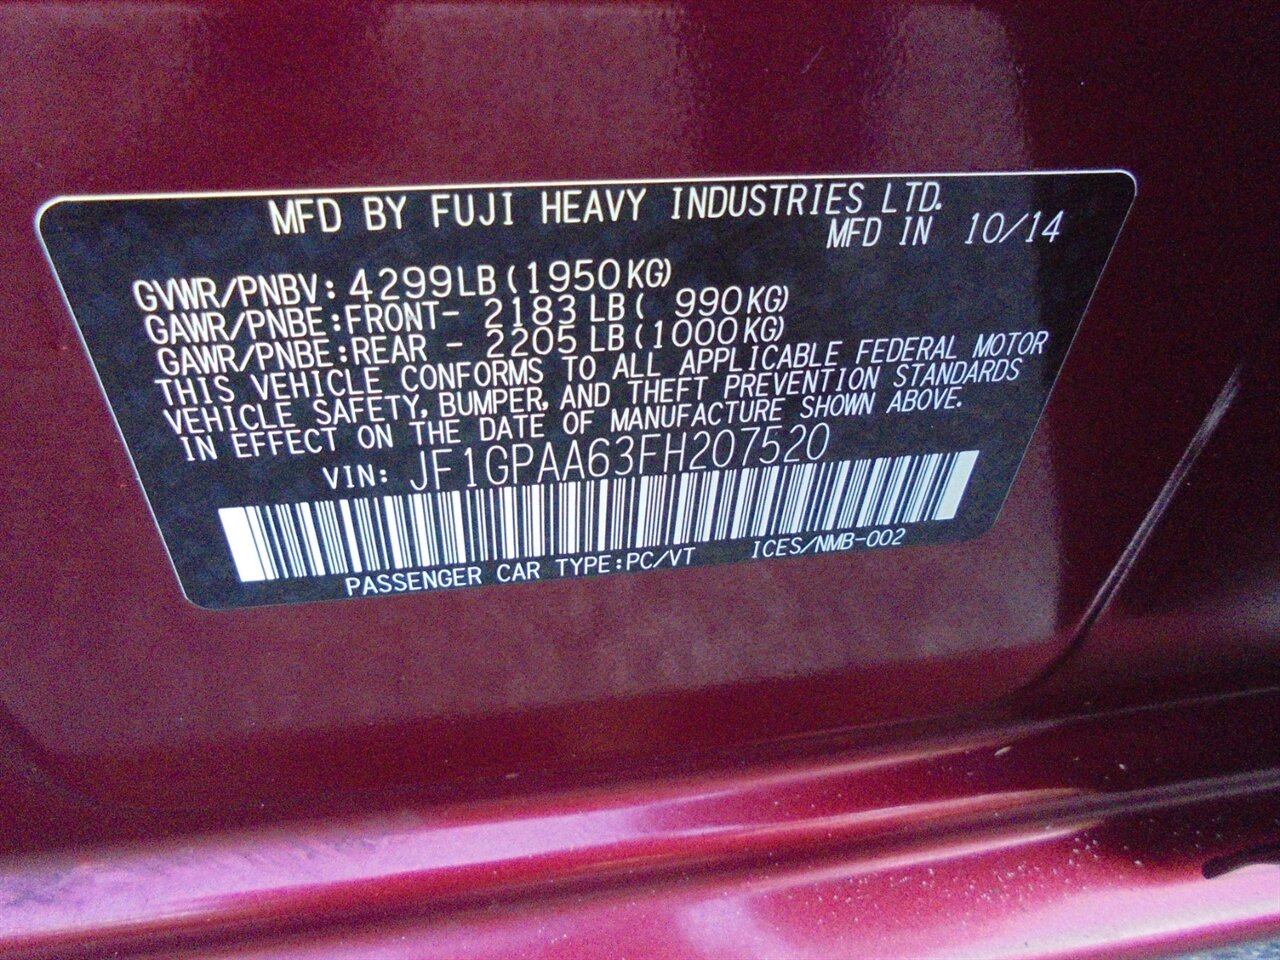 MFD BY FUJI HEAVY INDUSTRIES LTD.
MFD IN 10/14
GVWR/PNBV: 4299LB (1950KG)
GAWR/PNBE:FRONT- 2183LB ( 990KG)
GAWR/PNBE:REAR - 2205LB (1000KG)
THIS VEHICLE CONFORMS TO ALL APPLICABLE FEDERAL MOTOR
VEHICLE SAFETY, BUMPER, AND THEFT PREVENTION STANDARDS
IN EFFECT ON THE DATE OF MANUFACTURE SHOWN ABOVE.
VIN: JF1GPAA63FH207520
PASSENGER CAR TYPE:PC/VT ICES/NMB-002